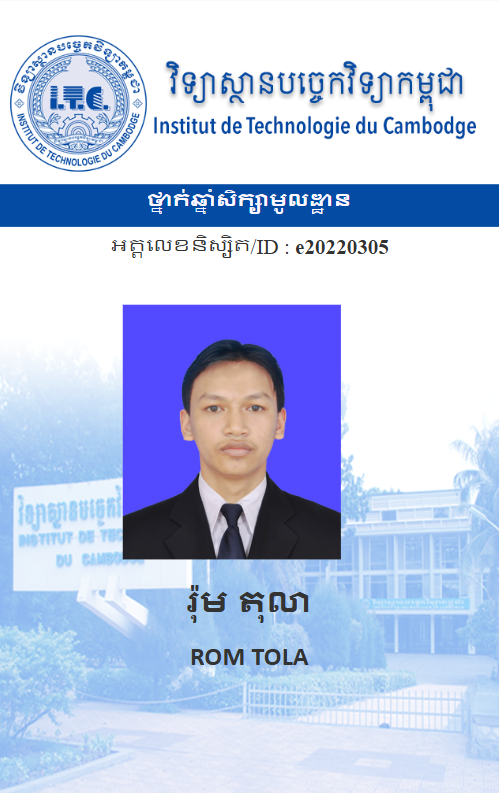 វិទ្យាស្ថានបច្ចេកវិទ្យាកម្ពុជា
I.T.C.
INSTITUT DE TECHNOLOGIE DU CAMBODGE
វិទ្យាស្ថានបច្ចេកវិទ្យាកម្ពុជា
Institut de Technologie du Cambodge
ថ្នាក់ឆ្នាំសិក្សាមូលដ្ឋាន
អត្តលេខនិស្សិត/ID : e20220305
វិទ្យាស្ថានបច្ចេកវិ
INSTITUT DE TEC
DU CAMBODGE
រ៉ុម តុលា
ROM TOLA